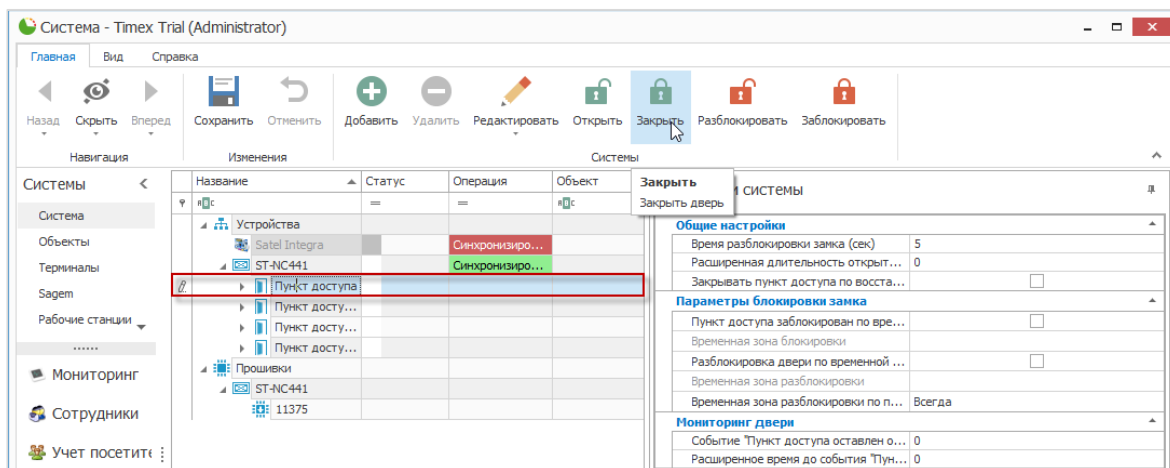 Система - Timex Trial (Administrator)
Главная Вид Справка
Назад Скрыть Вперед Сохранить Отменить Добавить Удалить Редактировать Открыть Закрыть Разблокировать Заблокировать
Навигация Изменения Системы
Системы
Система
Объекты
Терминалы
Sagem
Рабочие станции
Мониторинг
Сотрудники
Учет посетите
Название Статус Операция Объект
Устройства
Satel Integra Синхронизиро...
ST-NC441 Синхронизиро...
Пункт доступа
Пункт досту...
Пункт досту...
Пункт досту...
Прошивки
ST-NC441
11375
Закрыть
Закрыть дверь
системы
Общие настройки
Время разблокировки замка (сек) 5
Расширенная длительность открыт... 0
Закрывать пункт доступа по восста...
Параметры блокировки замка
Пункт доступа заблокирован по вре...
Временная зона блокировки
Разблокировка двери по временной ...
Временная зона разблокировки
Временная зона разблокировки по п... Всегда
Мониторинг двери
Событие "Пункт доступа оставлен о... 0
Расширенное время до события "Пун... 0